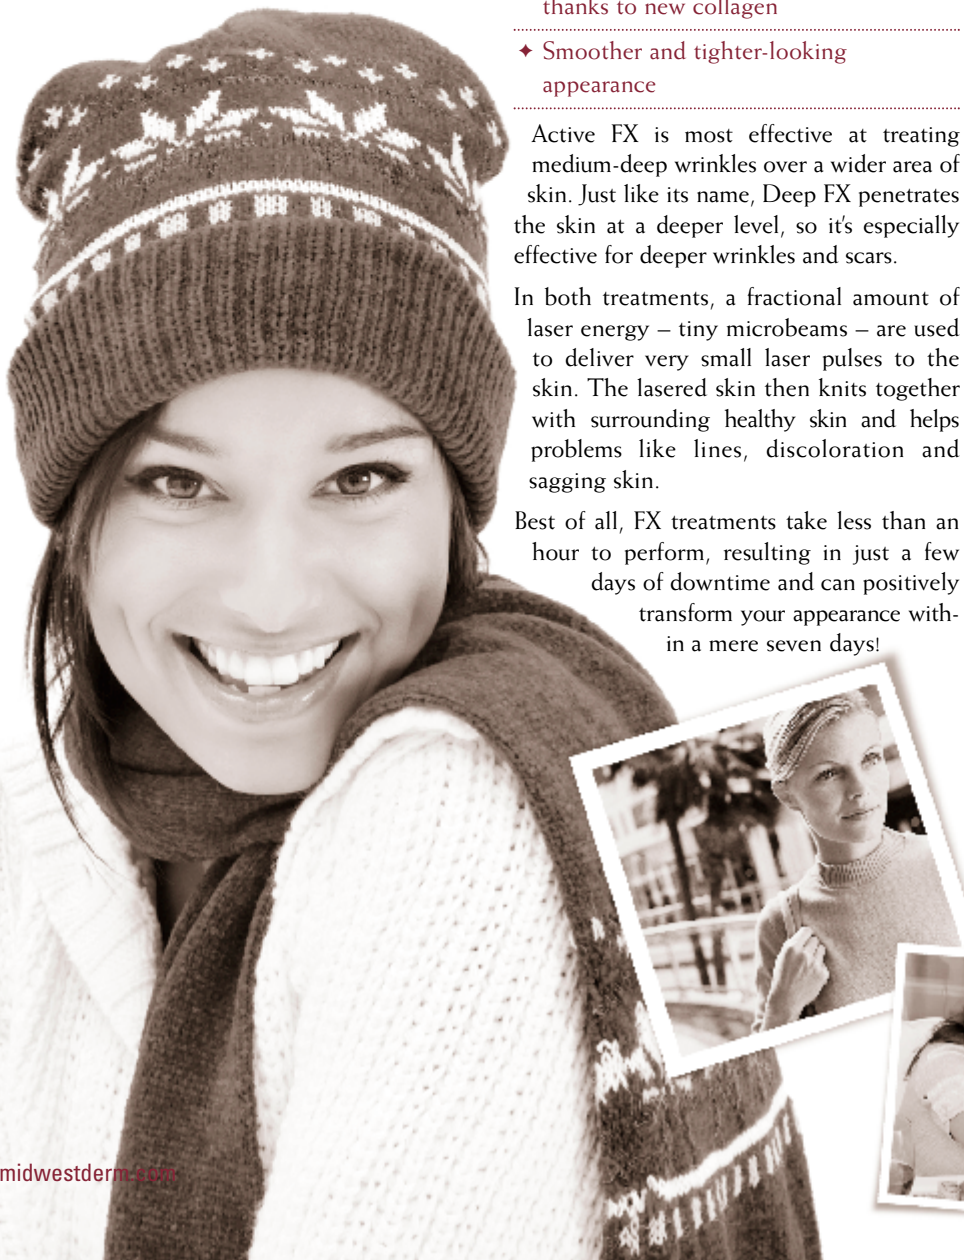 thanks to new collagen
✦ Smoother and tighter-looking
appearance
Active FX is most effective at treating
medium-deep wrinkles over a wider area of
skin. Just like its name, Deep FX penetrates
the skin at a deeper level, so it's especially
effective for deeper wrinkles and scars.
In both treatments, a fractional amount of
laser energy – tiny microbeams – are used
to deliver very small laser pulses to the
skin. The lasered skin then knits together
with surrounding healthy skin and helps
problems like lines, discoloration and
sagging skin.
Best of all, FX treatments take less than an
hour to perform, resulting in just a few
days of downtime and can positively
transform your appearance with-
in a mere seven days!
midwestderm.com